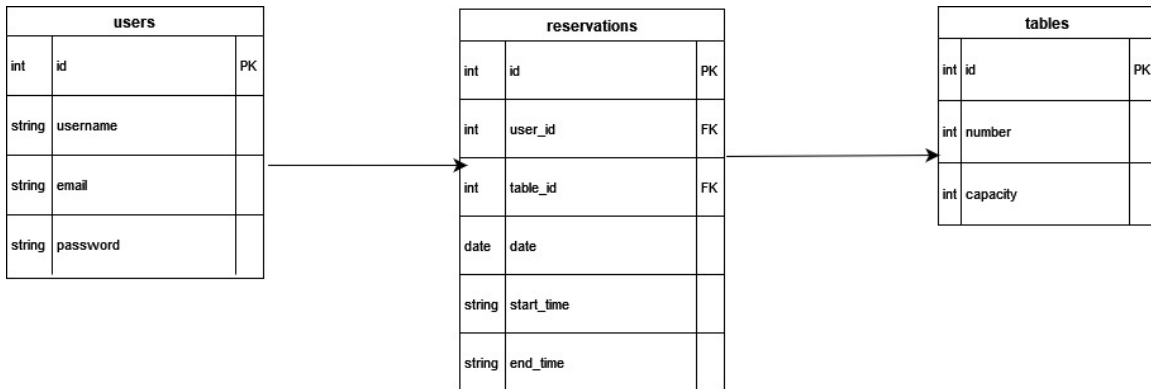 users
int id PK
string username
string email
string password
reservations
int id PK
int user_id FK
int table_id FK
date date
string start_time
string end_time
tables
int id PK
int number
int capacity